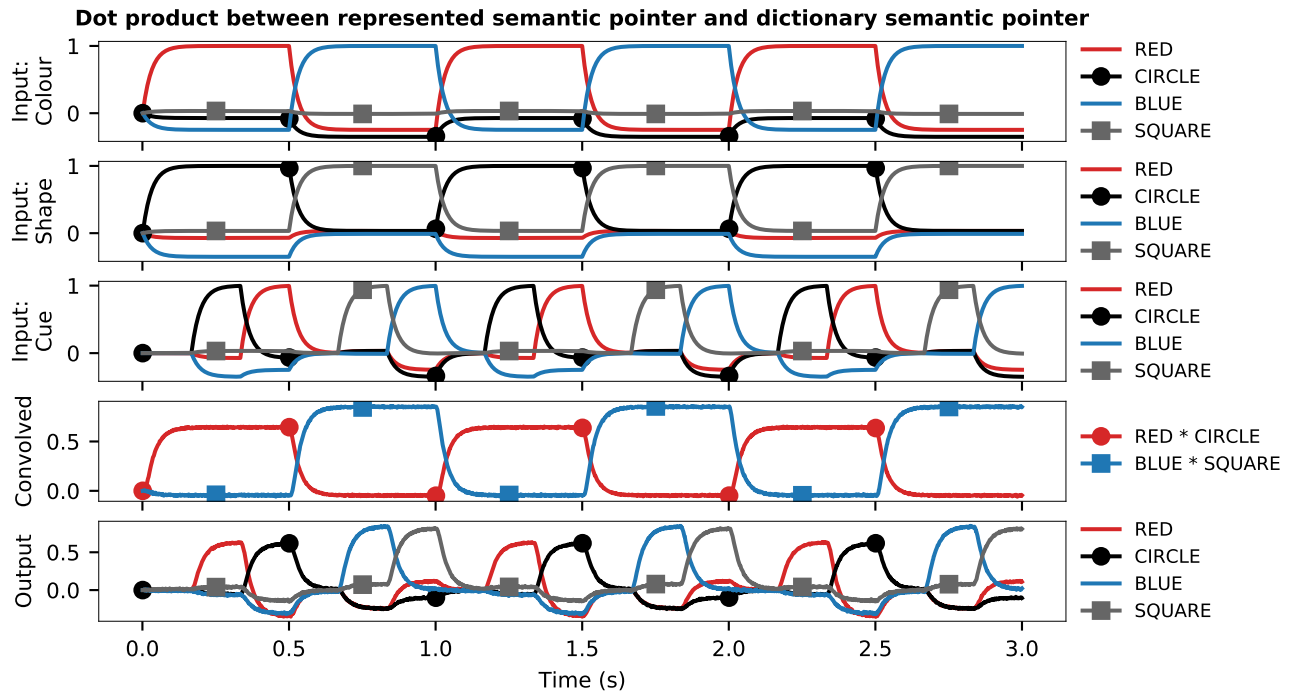 Dot product between represented semantic pointer and dictionary semantic pointer
Input:
Colour
1
0
RED
CIRCLE
BLUE
SQUARE
Input:
Shape
1
0
RED
CIRCLE
BLUE
SQUARE
Input:
Cue
1
0
RED
CIRCLE
BLUE
SQUARE
Convolved
0.5
0.0
RED * CIRCLE
BLUE * SQUARE
Output
0.5
0.0
RED
CIRCLE
BLUE
SQUARE
0.0 0.5 1.0 1.5 2.0 2.5 3.0
Time (s)